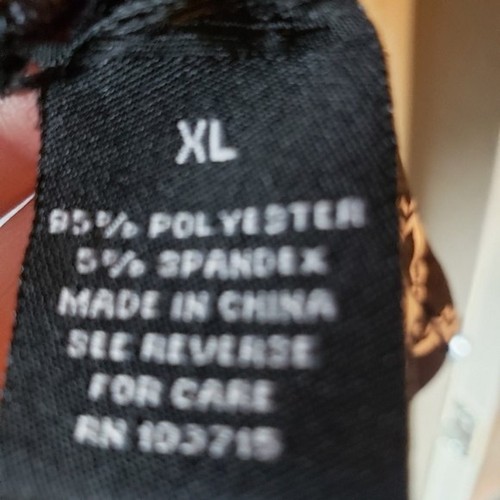 XL
95% POLYESTER
5% SPANDEX
MADE IN CHINA
SEE REVERSE
FOR CARE
RN 103715